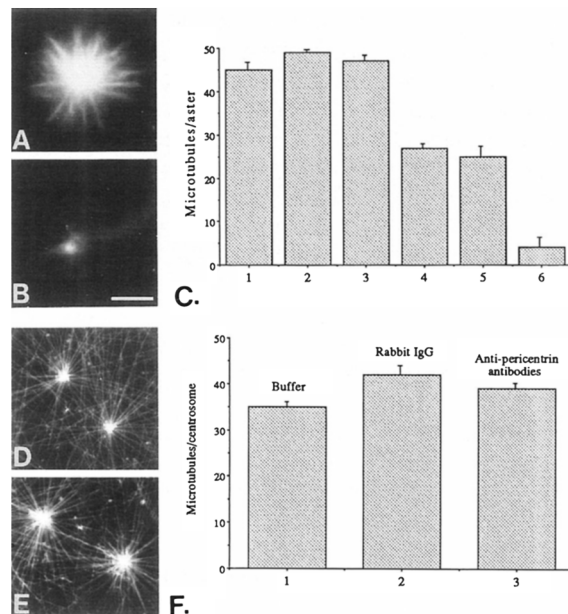 A
B
C.
Microtubules/aster
50
40
30
20
10
0
1 2 3 4 5 6
D
E
F.
Microtubules/centrosome
50
40
30
20
10
0
Buffer
Rabbit IgG
Anti-pericentrin
antibodies
1 2 3